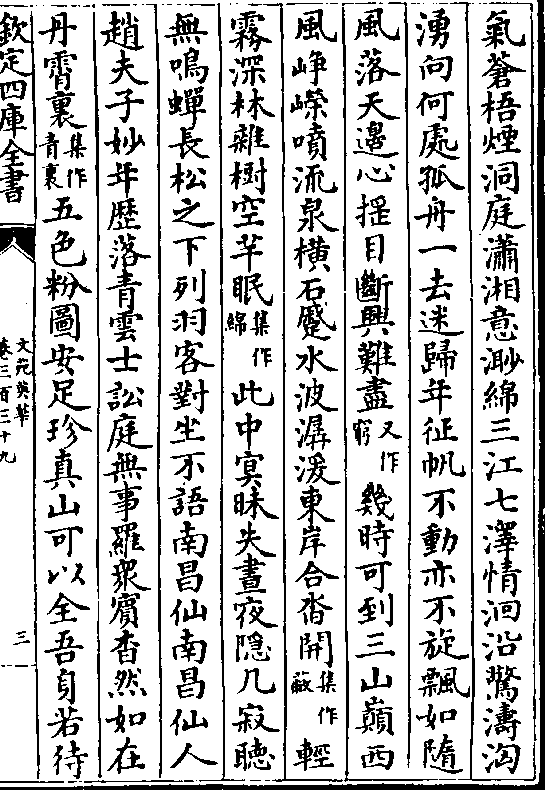 氣蒼梧煙洞庭瀟湘意渺綿三江七澤情洄沿驚濤洶
湧向何處孤舟一去迷歸年征帆不動亦不旋飄如隨
風落天邊心揺目斷興難盡又作窮幾時可到三山巔西
風崢嶸噴流泉橫石蹙水波潺湲東岸合沓開集作蔽輕
霧深林雜樹空芊眠集作綿此中冥昧失晝夜隱几寂聽
無鳴蟬長松之下列羽客對坐不語南昌仙南昌仙人
趙夫子妙年歷落青雲士訟庭無事羅衆賓杳然如在
丹霄裏集作青裏五色粉圖安足珍真山可以全吾身若待
欽定四庫全書
文苑英華
卷三百三十九
三